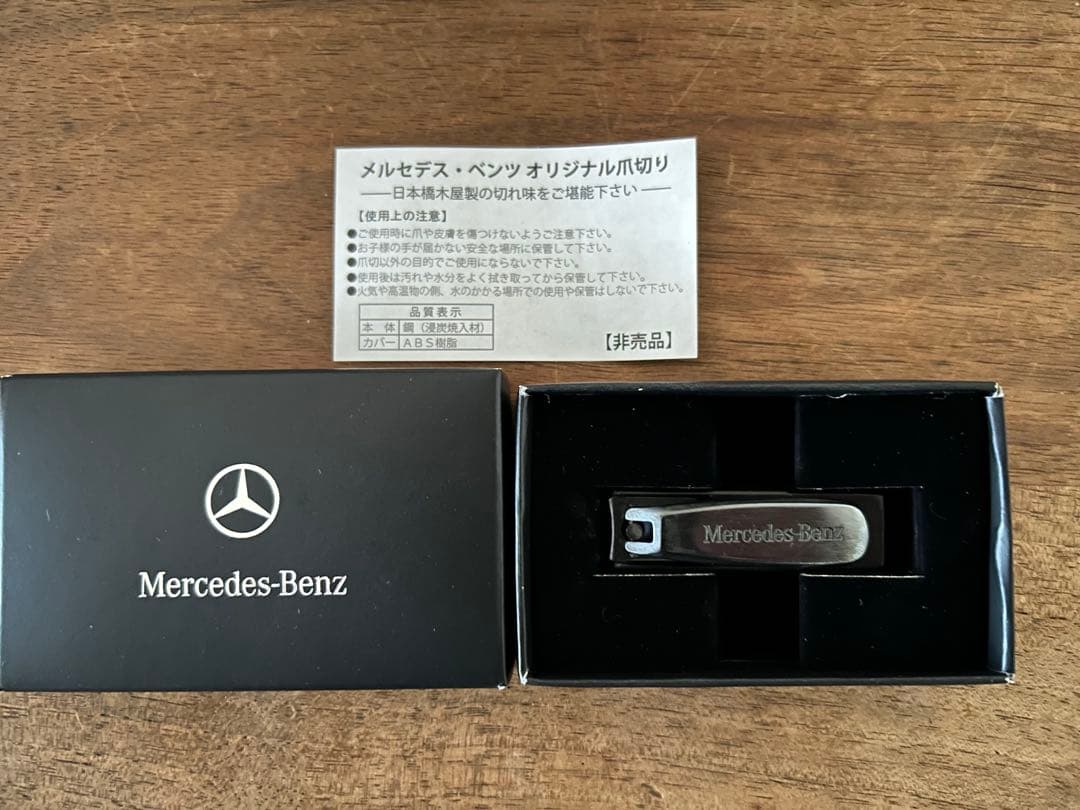 メルセデス・ベンツ オリジナル爪切り
――日本橋木屋製の切れ味をご堪能下さい――
【使用上の注意】
●ご使用時に爪や皮膚を傷つけないようご注意下さい。
●お子様の手が届かない安全な場所に保管して下さい。
●爪切以外の目的でご使用にならないで下さい。
●使用後は汚れや水分をよく拭き取ってから保管して下さい。
●火気や高温物の側、水のかかる場所での使用や保管はしないで下さい。
品質表示
本 体 鋼（浸炭焼入材）
カバー ABS樹脂
【非売品】
Mercedes-Benz
Mercedes-Benz